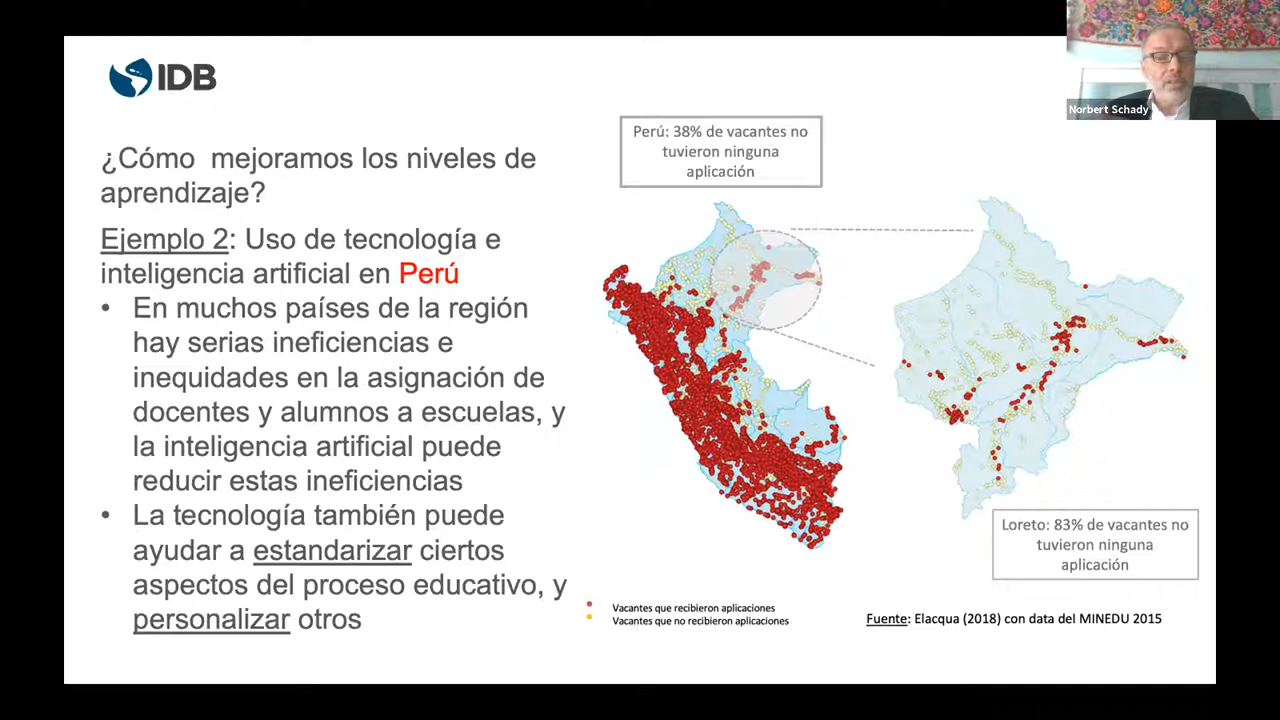 IDB
Norbert Schady
¿Cómo mejoramos los niveles de
aprendizaje?
Ejemplo 2: Uso de tecnología e
inteligencia artificial en Perú
• En muchos países de la región
hay serias ineficiencias e
inequidades en la asignación de
docentes y alumnos a escuelas, y
la inteligencia artificial puede
reducir estas ineficiencias
• La tecnología también puede
ayudar a estandarizar ciertos
aspectos del proceso educativo, y
personalizar otros
Perú: 38% de vacantes no
tuvieron ninguna
aplicación
Loreto: 83% de vacantes no
tuvieron ninguna
aplicación
Vacantes que recibieron aplicaciones
Vacantes que no recibieron aplicaciones
Fuente: Elacqua (2018) con data del MINEDU 2015